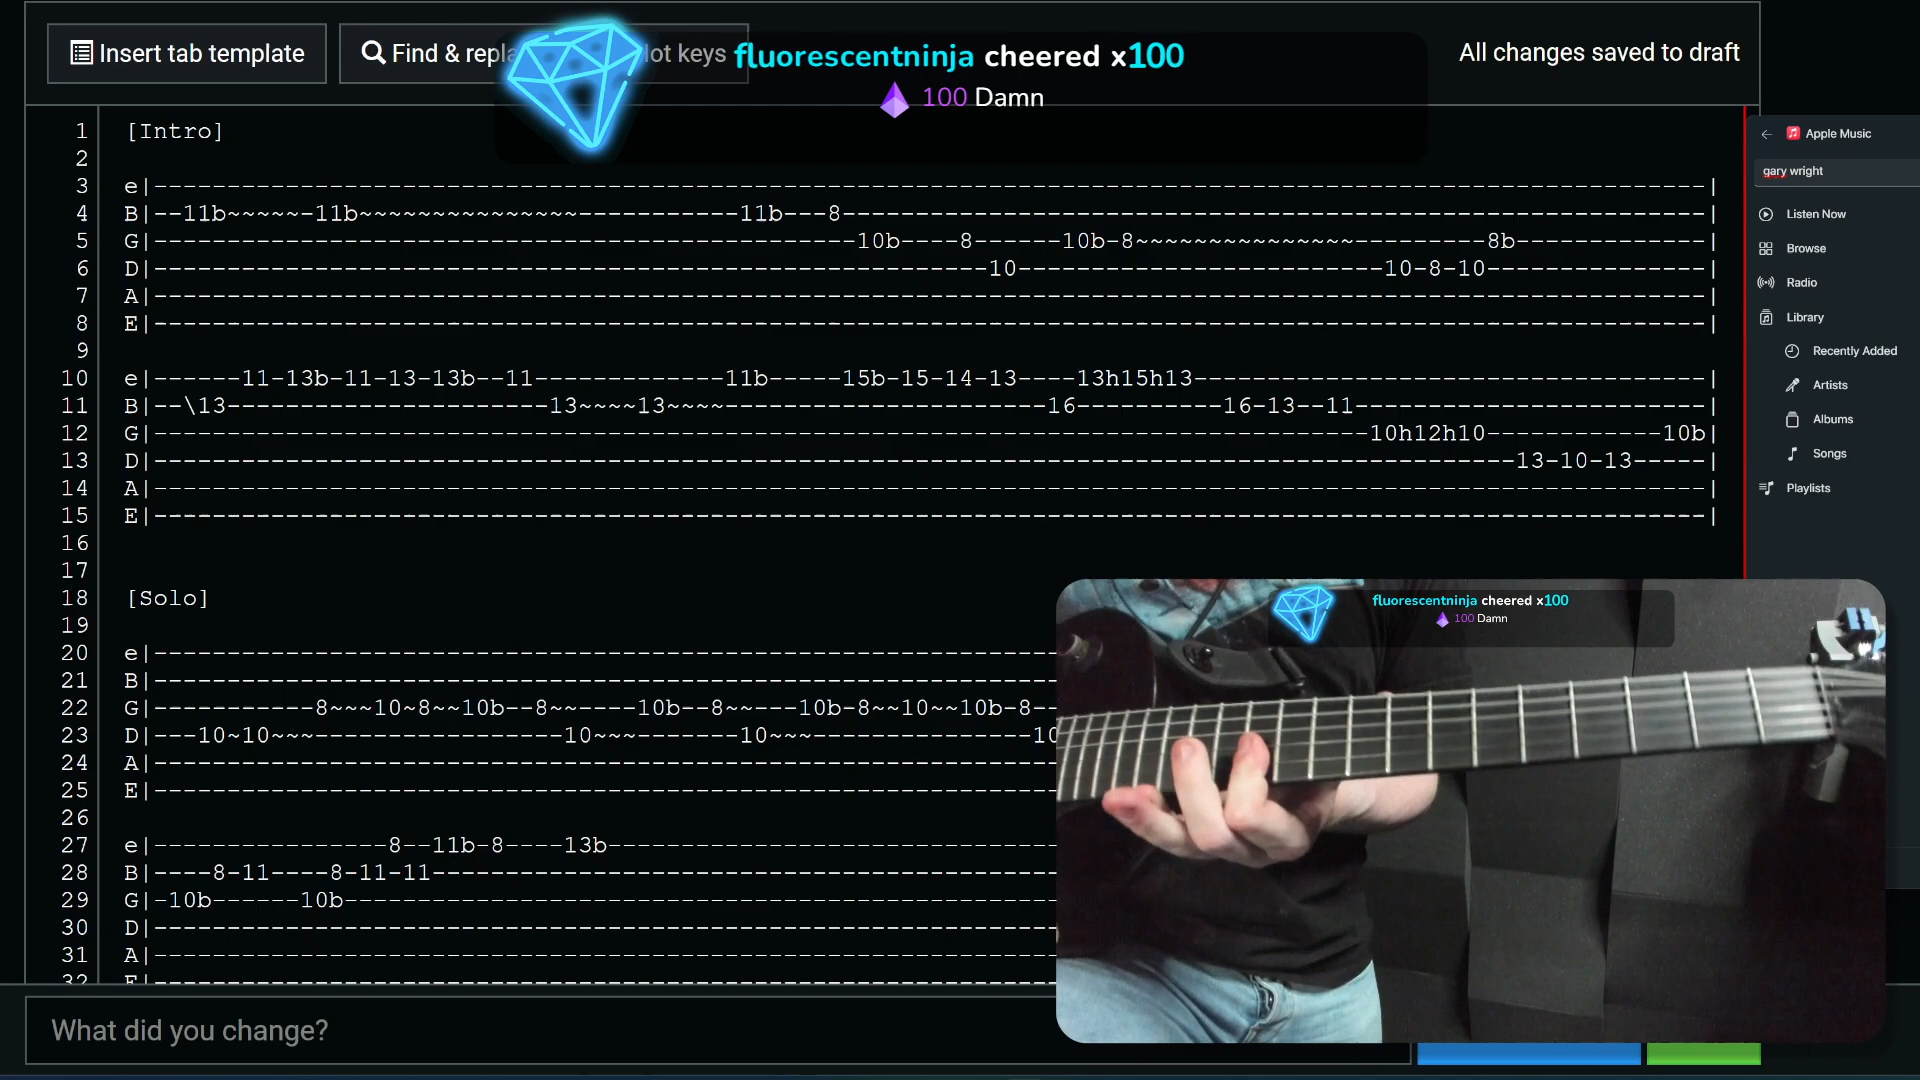 Insert tab template
Find & repla
ot keys
fluorescentninja cheered x100
100 Damn
All changes saved to draft
1 [Intro]
2
3 e|----------------------------------------------------------------------------------------------------------|
4 B|--11b~~~~~~-11b~~~~~~~~~~~~~~~-----------11b---8-----------------------------------------------------------|
5 G|------------------------------------------------10b----8------10b-8~~~~~~~~~~~~~~~---------8b-------------|
6 D|---------------------------------------------------------10-------------------------10-8-10---------------|
7 A|----------------------------------------------------------------------------------------------------------|
8 E|----------------------------------------------------------------------------------------------------------|
9
10 e|------11-13b-11-13-13b--11-------------11b-----15b-15-14-13----13h15h13-----------------------------------|
11 B|--\13----------------------13~~~~13~~~~----------------------16----------16-13--11------------------------|
12 G|-----------------------------------------------------------------------------------10h12h10------------10b|
13 D|---------------------------------------------------------------------------------------------13-10-13-----|
14 A|----------------------------------------------------------------------------------------------------------|
15 E|----------------------------------------------------------------------------------------------------------|
16
17
18 [Solo]
19
20 e|--------------------------------------------------------------
21 B|--------------------------------------------------------------
22 G|-----------8~~~10~8~~10b--8~~----10b--8~~----10b-8~~10~~10b-8--
23 D|---10~10~~~-----------------10~~~-------10~~~---------------10
24 A|--------------------------------------------------------------
25 E|--------------------------------------------------------------
26
27 e|----------------8--11b-8----13b-------------------------------
28 B|----8-11----8-11-11-------------------------------------------
29 G|-10b------10b-------------------------------------------------
30 D|--------------------------------------------------------------
31 A|--------------------------------------------------------------
32 E|--------------------------------------------------------------
What did you change?
Apple Music
gary wright
Listen Now
Browse
Radio
Library
Recently Added
Artists
Albums
Songs
Playlists
fluorescentninja cheered x100
100 Damn